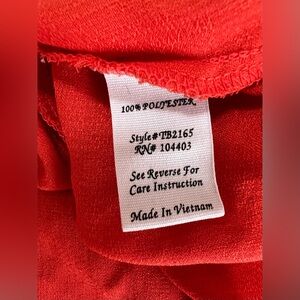 100% POLYESTER
Style#TB2165
RN# 104403
See Reverse For
Care Instruction
Made In Vietnam